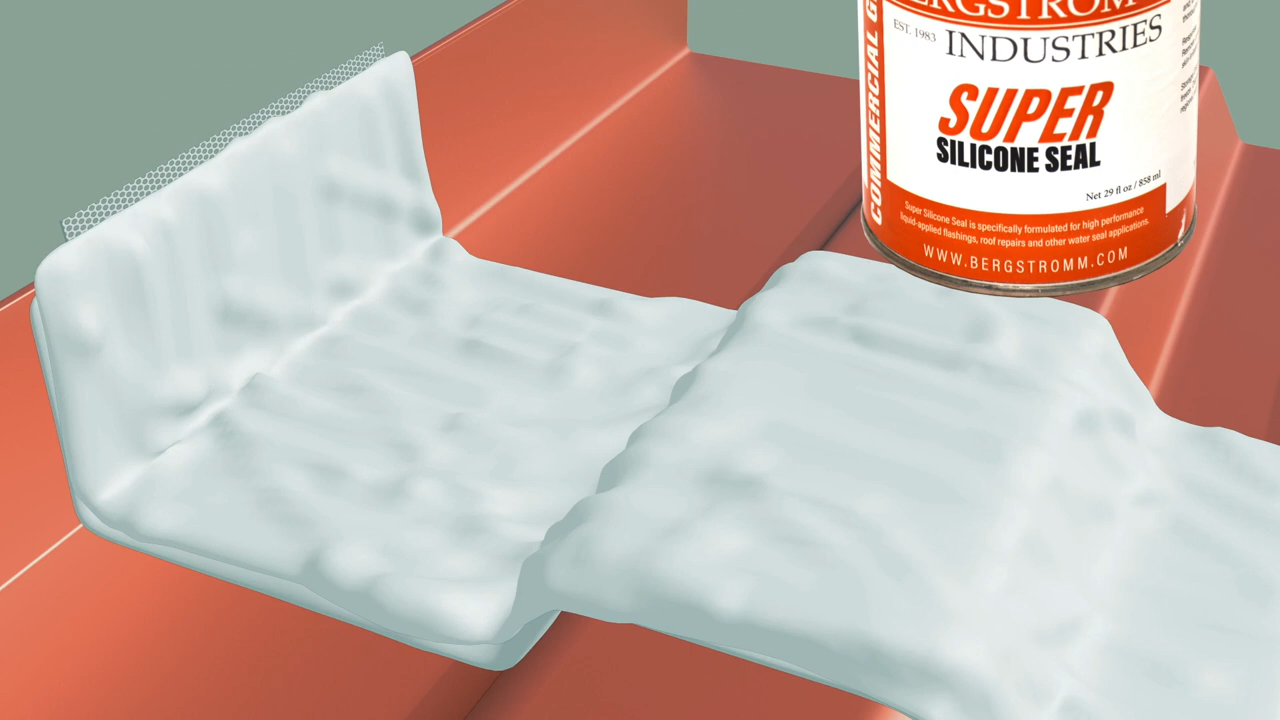 BERGSTROMM
EST. 1983
INDUSTRIES
COMMERCIAL
SUPER
SILICONE SEAL
Net 29 fl oz / 858 ml
Super Silicone Seal is specifically formulated for high performance
liquid-applied flashings, roof repairs and other water seal applications.
WWW.BERGSTROMM.COM